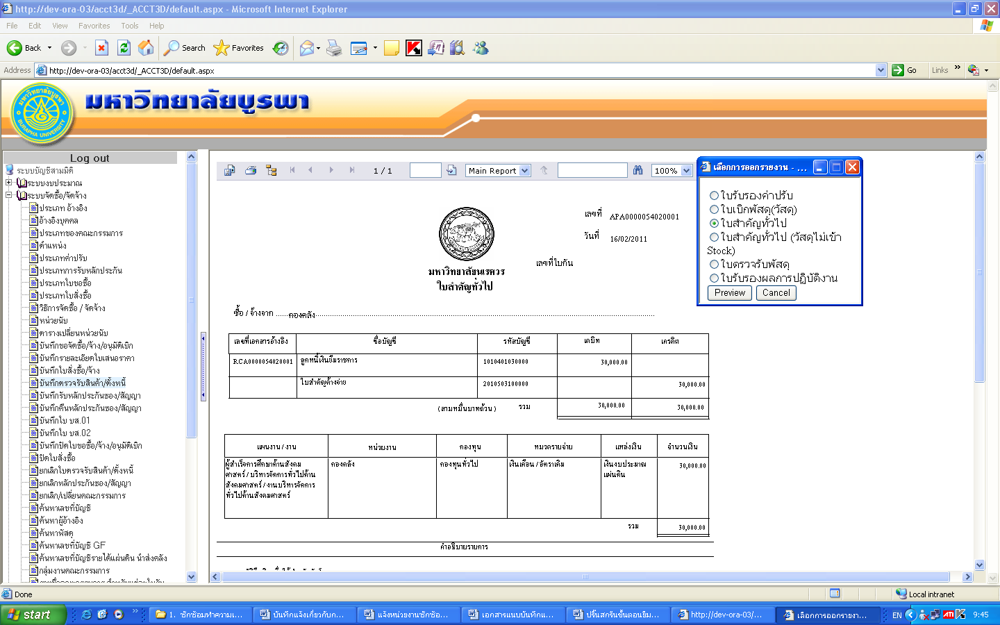 http://dev-ora-03/acct3d/_ACCT3D/default.aspx - Microsoft Internet Explorer
File Edit View Favorites Tools Help
Back Search Favorites
Address http://dev-ora-03/acct3d/_ACCT3D/default.aspx Go Links »
มหาวิทยาลัยบูรพา
BURAPHA UNIVERSITY
Log out
ระบบบัญชีสามมิติ
ระบบงบประมาณ
ระบบจัดซื้อ/จัดจ้าง
ประเภท อ้างอิง
อ้างอิงบุคคล
ประเภทของคณะกรรมการ
ตำแหน่ง
ประเภทค่าปรับ
ประเภทการรับหลักประกัน
ประเภทใบขอซื้อ
ประเภทใบสั่งซื้อ
วิธีการจัดซื้อ / จัดจ้าง
หน่วยนับ
ตารางเปลี่ยนหน่วยนับ
บันทึกขอจัดซื้อ/จ้าง/อนุมัติเบิก
บันทึกรายละเอียดใบเสนอราคา
บันทึกใบสั่งซื้อ/จ้าง
บันทึกตรวจรับสินค้า/ตั้งหนี้
บันทึกรับหลักประกันซอง/สัญญา
บันทึกคืนหลักประกันซอง/สัญญา
บันทึกใบ บส.01
บันทึกใบ บส.02
บันทึกปิดใบขอซื้อ/จ้าง/อนุมัติเบิก
ปิดใบสั่งซื้อ
ยกเลิกใบตรวจรับสินค้า/ตั้งหนี้
ยกเลิกหลักประกันซอง/สัญญา
ยกเลิก/เปลี่ยนคณะกรรมการ
ค้นหาเลขที่บัญชี
ค้นหาผู้อ้างอิง
ค้นหาพัสดุ
ค้นหาเลขที่บัญชี GF
ค้นหาเลขที่บัญชีรายได้แผ่นดิน นำส่งคลัง
กลุ่มงานคณะกรรมการ
1 / 1 Main Report 100%
เลขที่ APA0000054020001
วันที่ 16/02/2011
เลขที่ใบกัน
มหาวิทยาลัยนเรศวร
ใบสำคัญทั่วไป
ซื้อ / จ้างจาก ......กองคลัง
เลขที่เอกสารอ้างอิง ชื่อบัญชี รหัสบัญชี เดบิท เครดิต
RCA0000054020001 ลูกหนี้เงินยืมราชการ 1010401030000 30,000.00
ใบสำคัญค้างจ่าย 2010503100000 30,000.00
(สามหมื่นบาทถ้วน ) รวม 30,000.00 30,000.00
แผนงาน / งาน หน่วยงาน กองทุน หมวดรายจ่าย แหล่งเงิน จำนวนเงิน
ผู้สำเร็จการศึกษาด้านสังคม กองคลัง กองทุนทั่วไป เงินเดือน / อัตราเดิม เงินงบประมาณ 30,000.00
ศาสตร์ / บริหารจัดการทั่วไปด้าน แผ่นดิน
สังคมศาสตร์ / งานบริหารจัดการ
ทั่วไปด้านสังคมศาสตร์
รวม 30,000.00
คำอธิบายรายการ
เลือกการออกรายงาน - ...
ใบรับรองค่าปรับ
ใบเบิกพัสดุ(วัสดุ)
ใบสำคัญทั่วไป
ใบสำคัญทั่วไป (วัสดุไม่เข้า
Stock)
ใบตรวจรับพัสดุ
ใบรับรองผลการปฏิบัติงาน
Preview Cancel
Done Local intranet
start » 1. ซักซ้อมทำความเ... บันทึกแจ้งเกี่ยวกับก... แจ้งหน่วยงานซักซ้อ... เอกสารแนบบันทึกแ... ปริ๊นสกรีนขั้นตอนยืม... http://dev-ora-03/... เลือกการออกรายงา... EN ATI 9:45